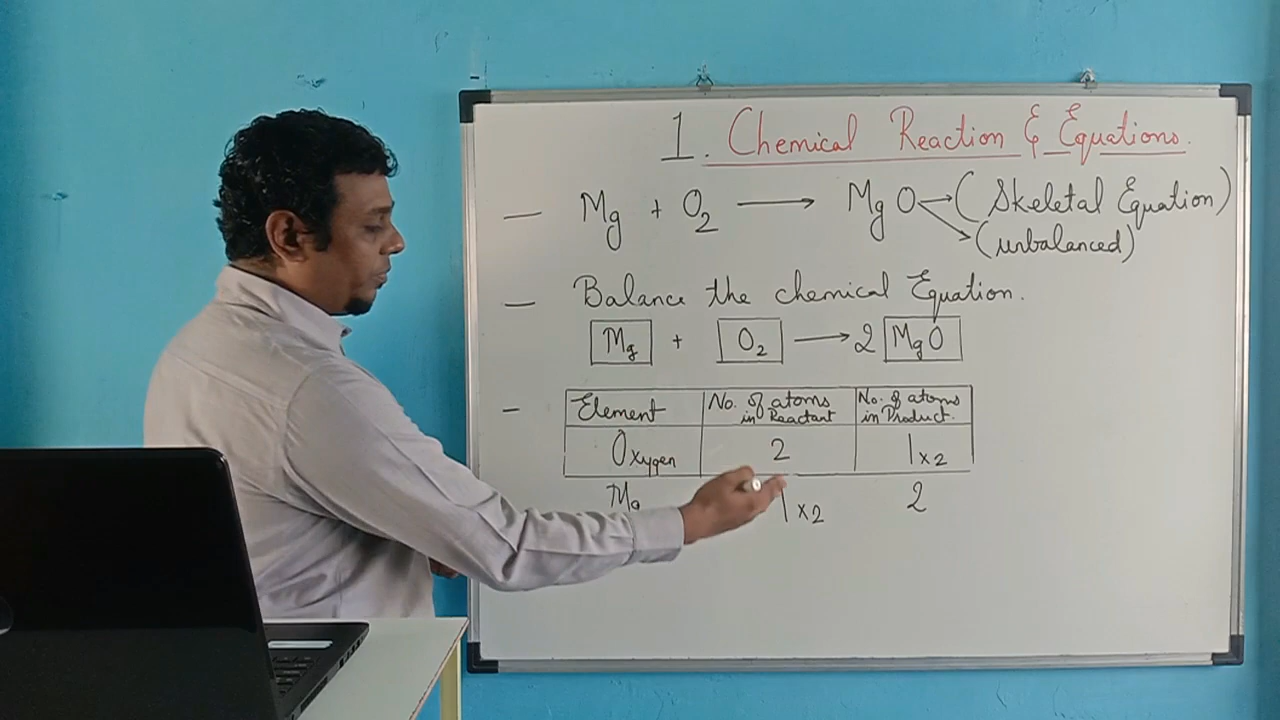 1. Chemical Reaction & Equations.
— Mg + O2 ⟶ MgO → (Skeletal Equation)
→ (unbalanced)
— Balance the chemical Equation.
Mg + O2 ⟶ 2 MgO
- Element No. of atoms in Reactant No. of atoms in Product.
Oxygen 2 1 x 2
Mg 1 x 2 2